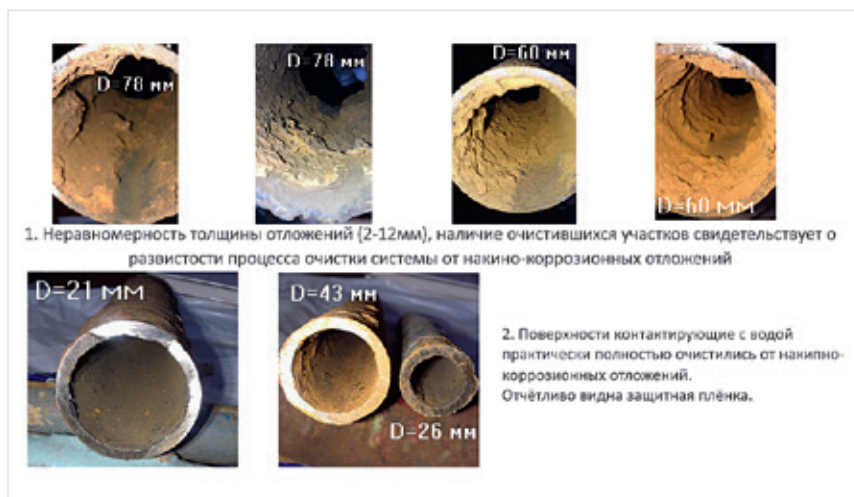 D=78 мм
D=78 мм
D=60 мм
D=60 мм
1. Неравномерность толщины отложений (2-12мм), наличие очистившихся участков свидетельствует о
развистости процесса очистки системы от накино-коррозионных отложений
D=21 мм
D=43 мм
D=26 мм
2. Поверхности контактирующие с водой
практически полностью очистились от накипно-
коррозионных отложений.
Отчётливо видна защитная плёнка.